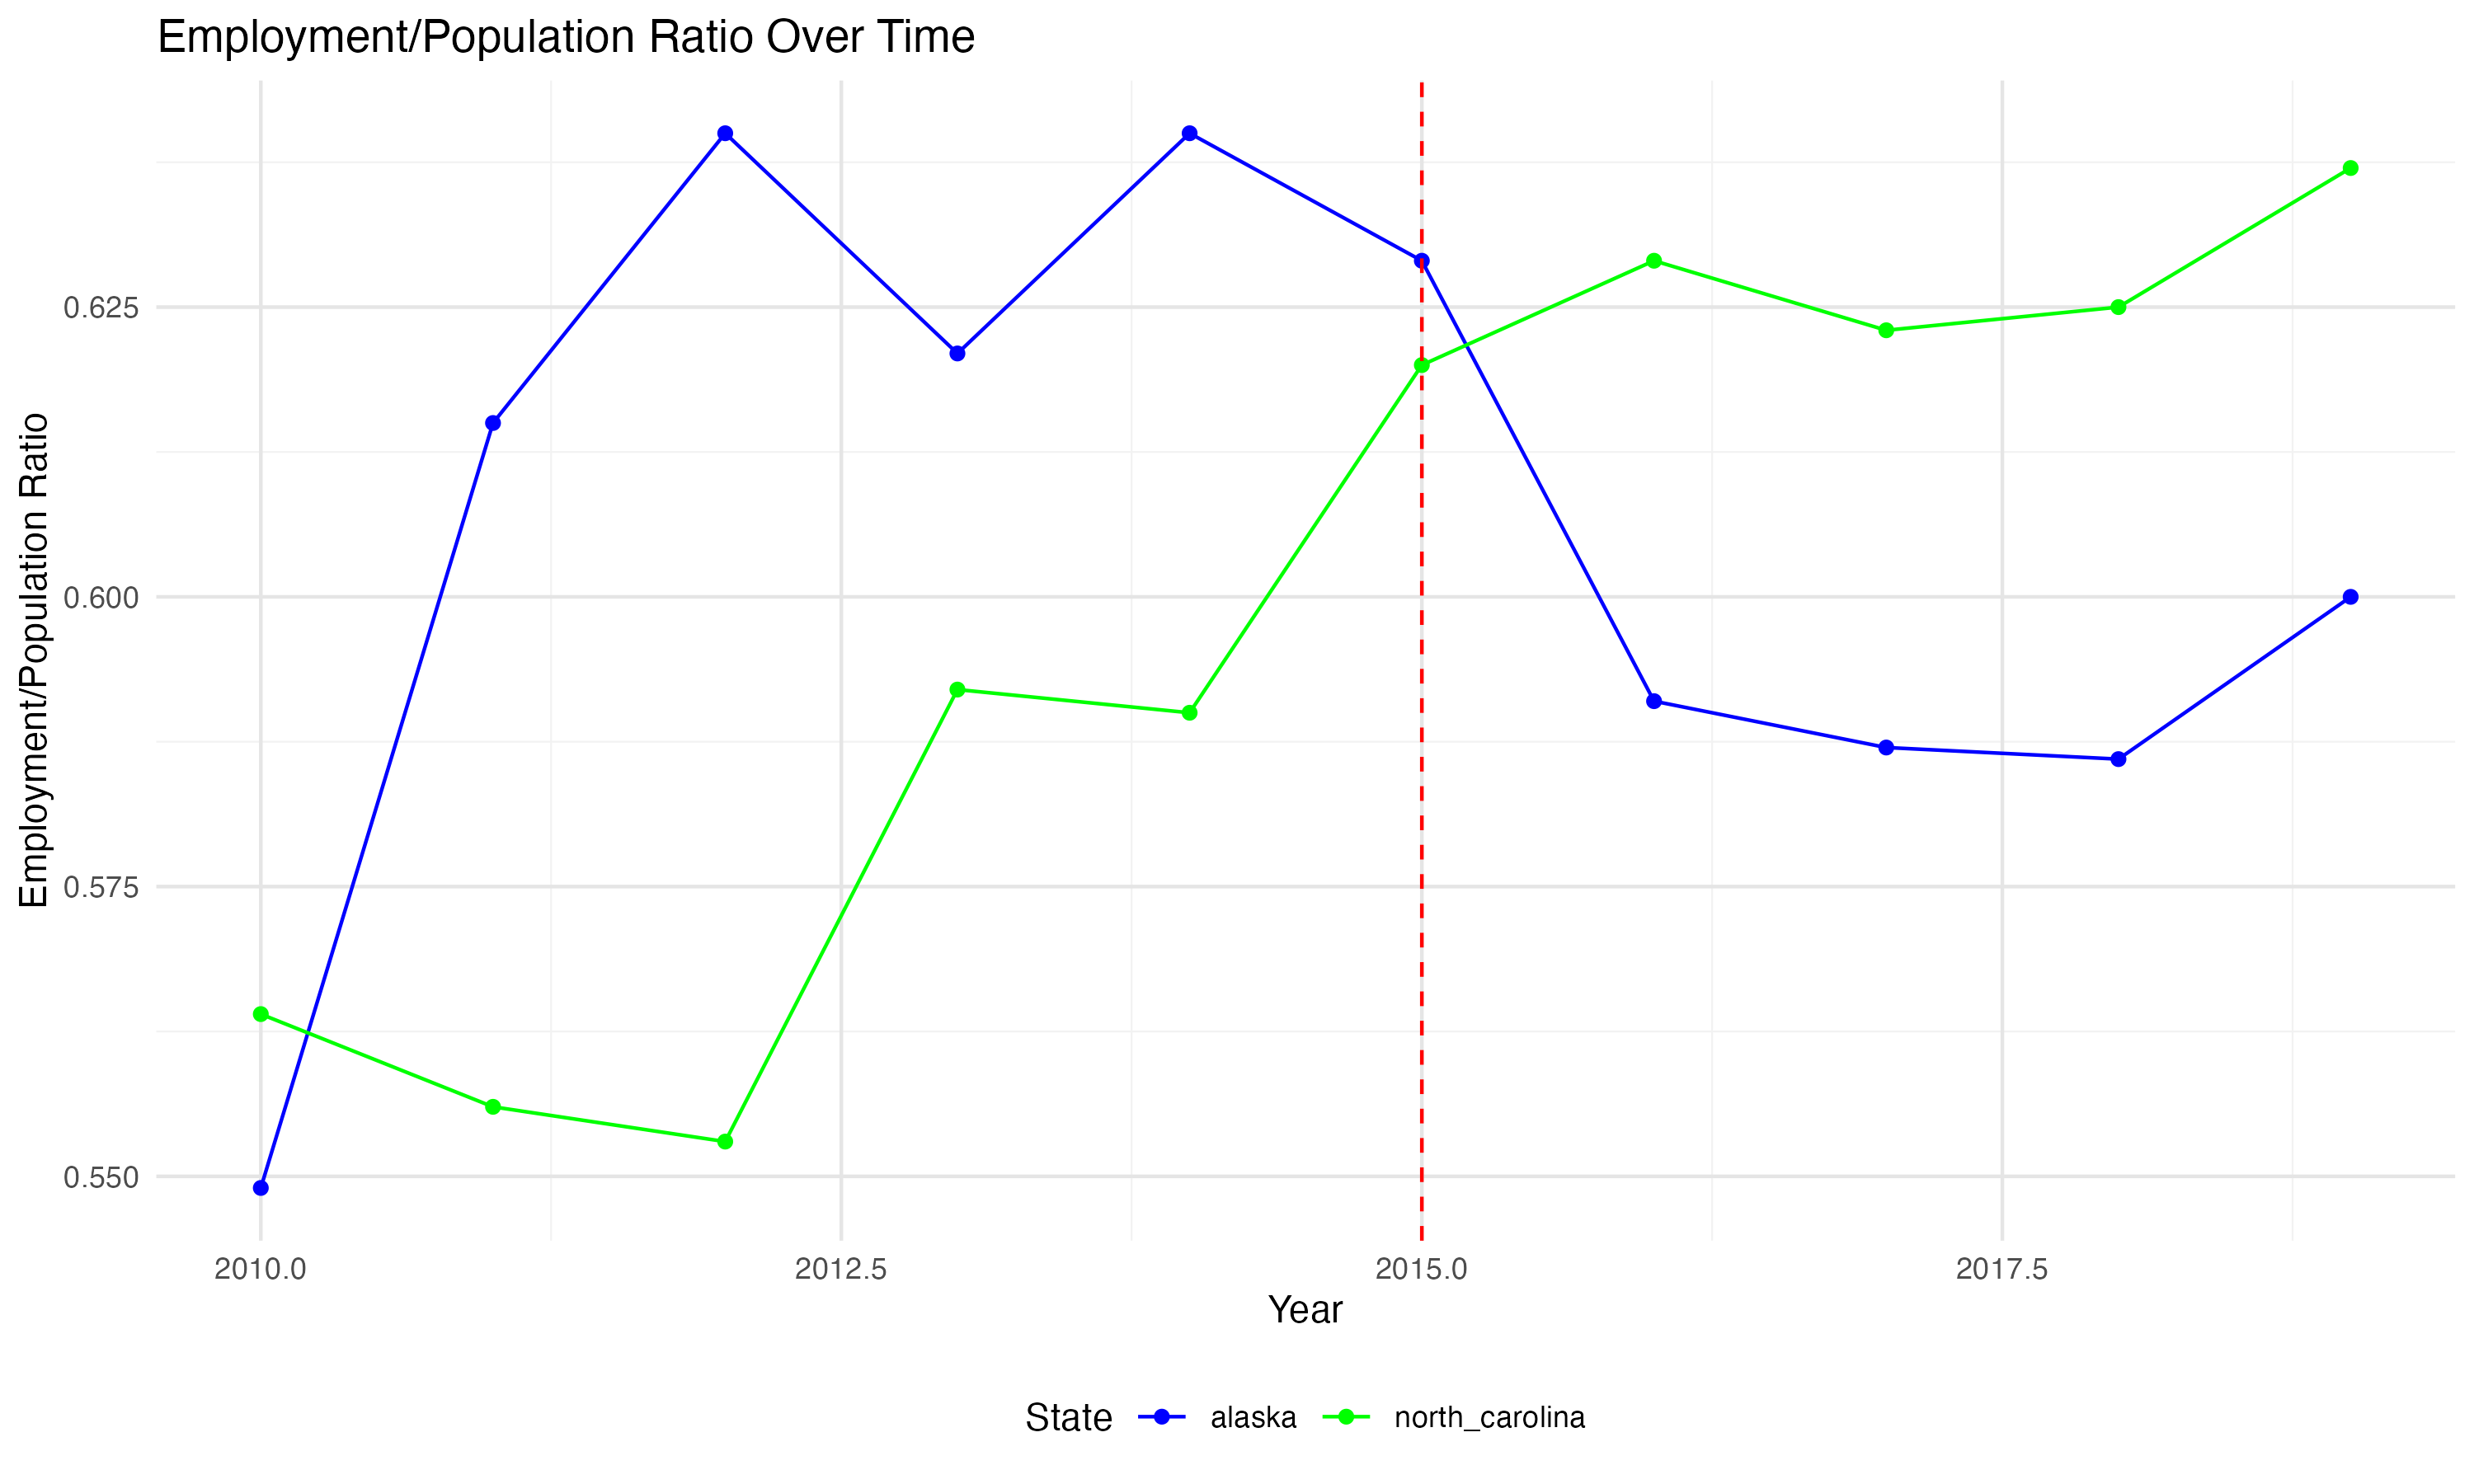 Employment/Population Ratio Over Time
Employment/Population Ratio
0.625
0.600
0.575
0.550
2010.0
2012.5
2015.0
2017.5
Year
State alaska north_carolina